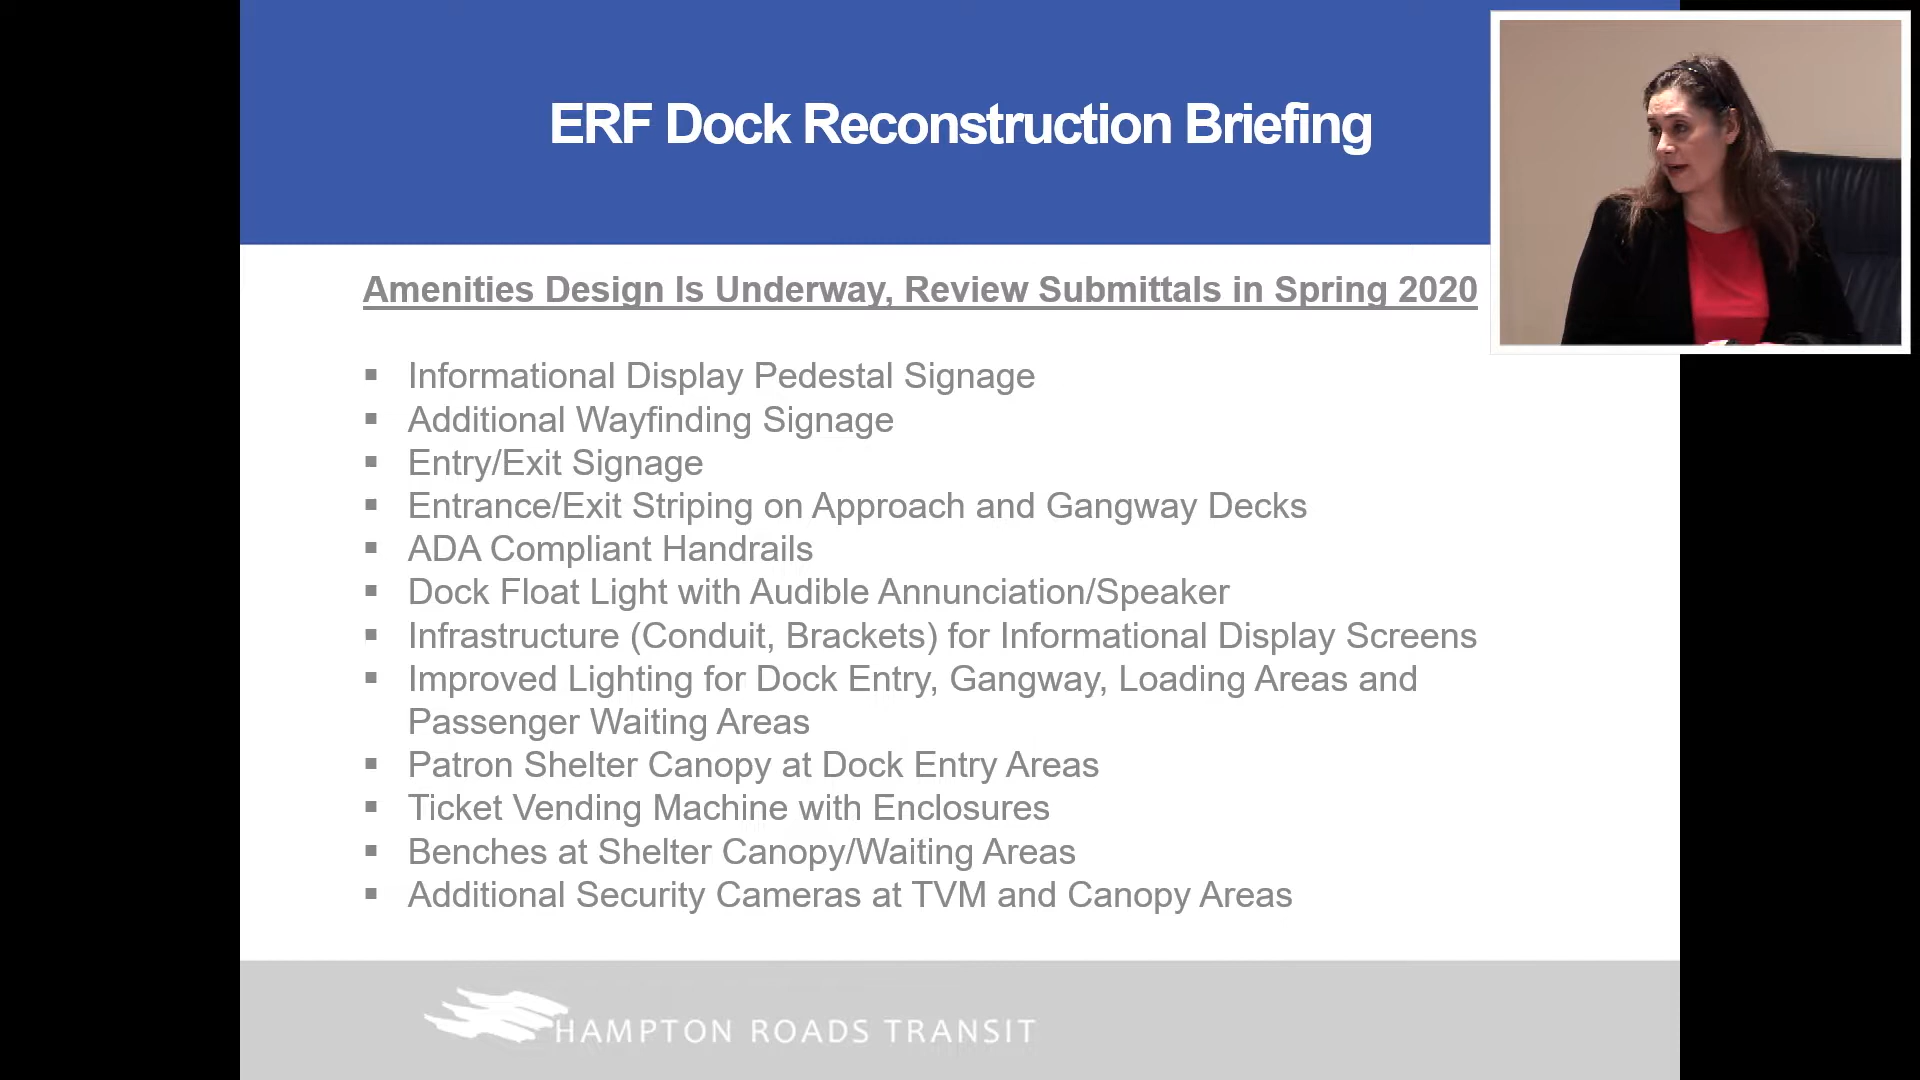 ERF Dock Reconstruction Briefing
Amenities Design Is Underway, Review Submittals in Spring 2020
▪ Informational Display Pedestal Signage
▪ Additional Wayfinding Signage
▪ Entry/Exit Signage
▪ Entrance/Exit Striping on Approach and Gangway Decks
▪ ADA Compliant Handrails
▪ Dock Float Light with Audible Annunciation/Speaker
▪ Infrastructure (Conduit, Brackets) for Informational Display Screens
▪ Improved Lighting for Dock Entry, Gangway, Loading Areas and
Passenger Waiting Areas
▪ Patron Shelter Canopy at Dock Entry Areas
▪ Ticket Vending Machine with Enclosures
▪ Benches at Shelter Canopy/Waiting Areas
▪ Additional Security Cameras at TVM and Canopy Areas
HAMPTON ROADS TRANSIT